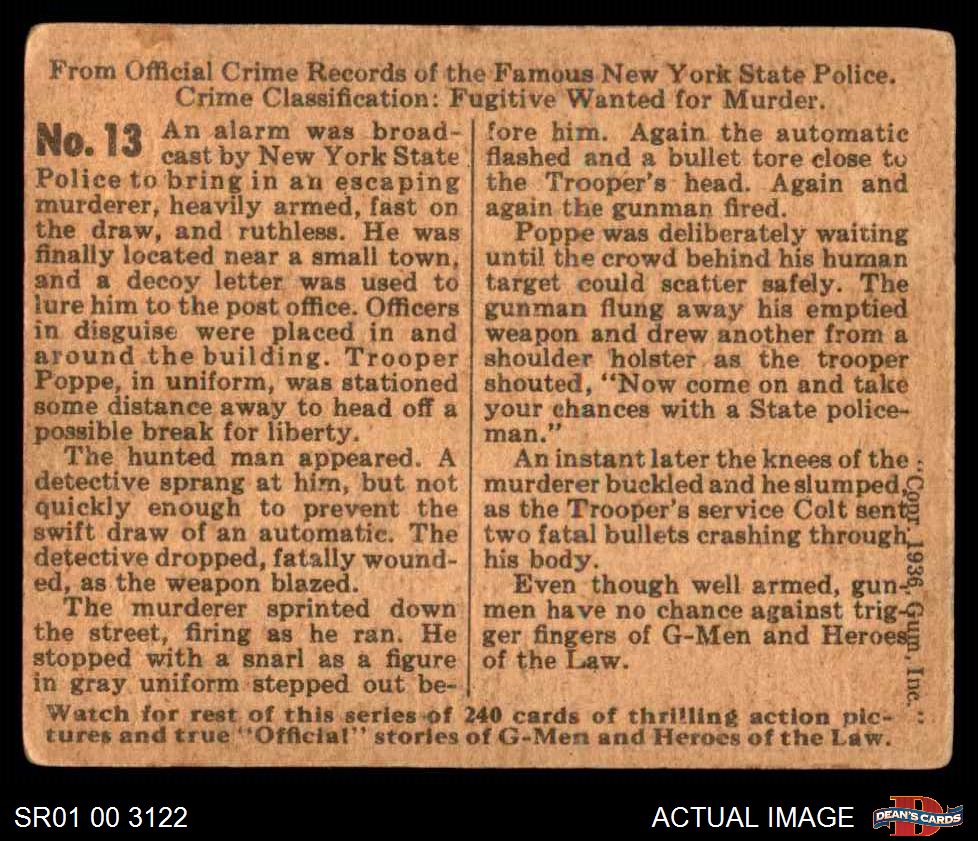 From Official Crime Records of the Famous New York State Police.
Crime Classification: Fugitive Wanted for Murder.
No. 13 An alarm was broad-
cast by New York State
Police to bring in an escaping
murderer, heavily armed, fast on
the draw, and ruthless. He was
finally located near a small town,
and a decoy letter was used to
lure him to the post office. Officers
in disguise were placed in and
around the building. Trooper
Poppe, in uniform, was stationed
some distance away to head off a
possible break for liberty.
The hunted man appeared. A
detective sprang at him, but not
quickly enough to prevent the
swift draw of an automatic. The
detective dropped, fatally wound-
ed, as the weapon blazed.
The murderer sprinted down
the street, firing as he ran. He
stopped with a snarl as a figure
in gray uniform stepped out be-
fore him. Again the automatic
flashed and a bullet tore close to
the Trooper's head. Again and
again the gunman fired.
Poppe was deliberately waiting
until the crowd behind his human
target could scatter safely. The
gunman flung away his emptied
weapon and drew another from a
shoulder holster as the trooper
shouted, "Now come on and take
your chances with a State police-
man."
An instant later the knees of the
murderer buckled and he slumped,
as the Trooper's service Colt sent
two fatal bullets crashing through
his body.
Even though well armed, gun-
men have no chance against trig-
ger fingers of G-Men and Heroes
of the Law.
Copr. 1936, Gum, Inc.
Watch for rest of this series of 240 cards of thrilling action pic-
tures and true "Official" stories of G-Men and Heroes of the Law.
SR01 00 3122
ACTUAL IMAGE
D
DEAN'S CARDS